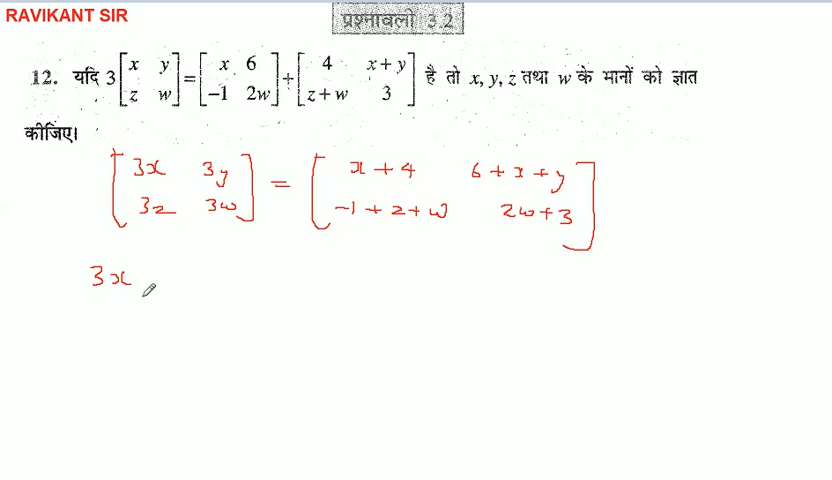 RAVIKANT SIR
प्रश्नावली 3.2
12. यदि 3 [x y; z w] = [x 6; −1 2w] + [4 x+y; z+w 3] है तो x, y, z तथा w के मानों को ज्ञात
कीजिए।
[3x 3y; 3z 3w] = [x+4 6+x+y; −1+z+w 2w+3]
3x